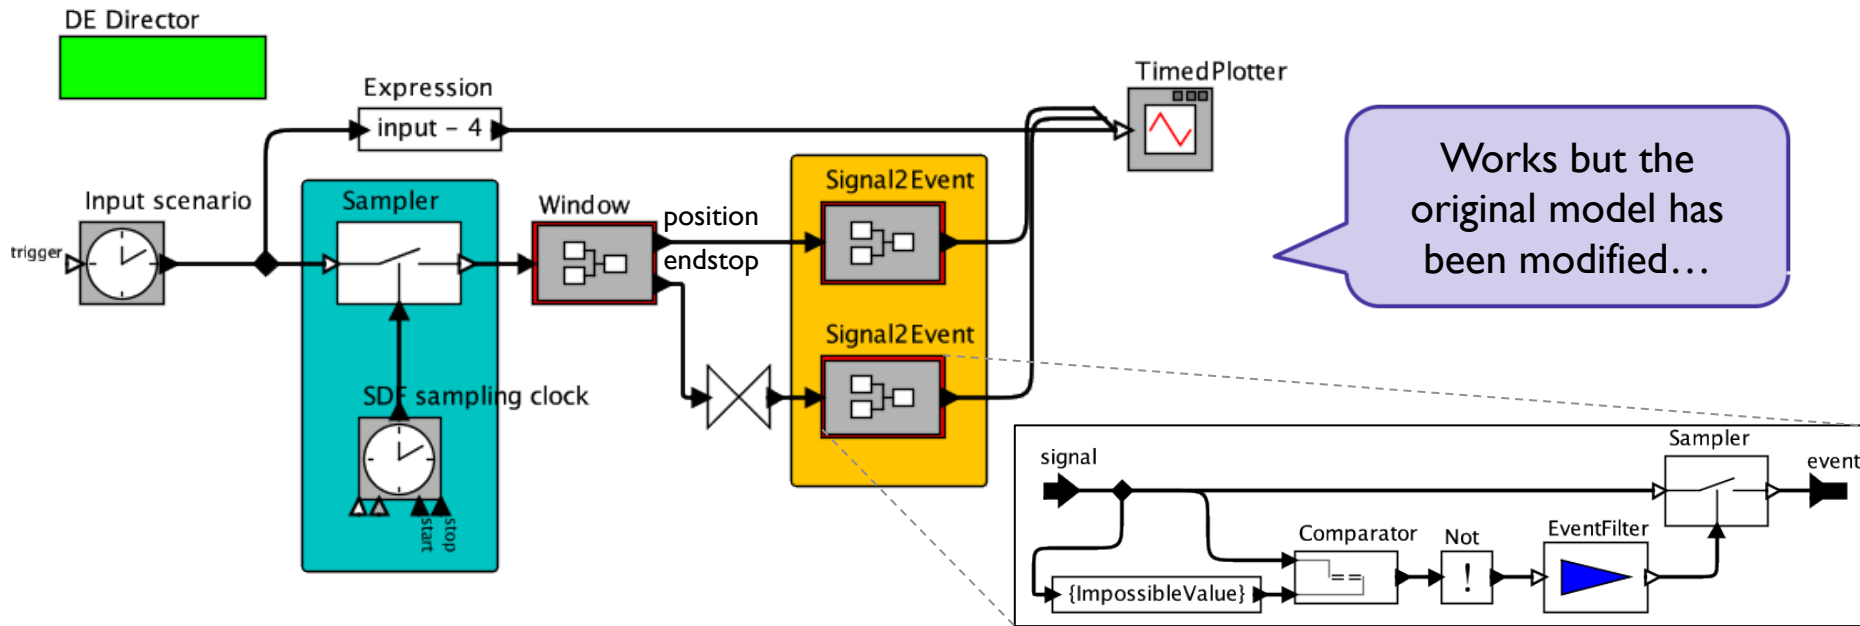 DE Director
Expression
input - 4
TimedPlotter
Works but the
original model has
been modified...
Input scenario
trigger
Sampler
Window
position
endstop
Signal2Event
Signal2Event
SDF sampling clock
start
stop
signal
Sampler
event
Comparator
==
Not
!
EventFilter
{ImpossibleValue}